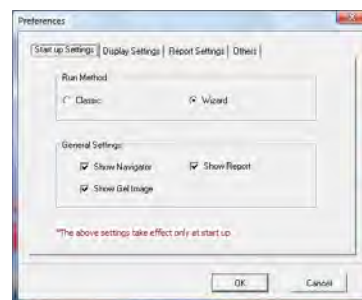 Preferences
Start up Settings Display Settings Report Settings Others
Run Method
Classic Wizard
General Settings:
Show Navigator Show Report
Show Gel Image
*The above settings take effect only at start up
OK Cancel